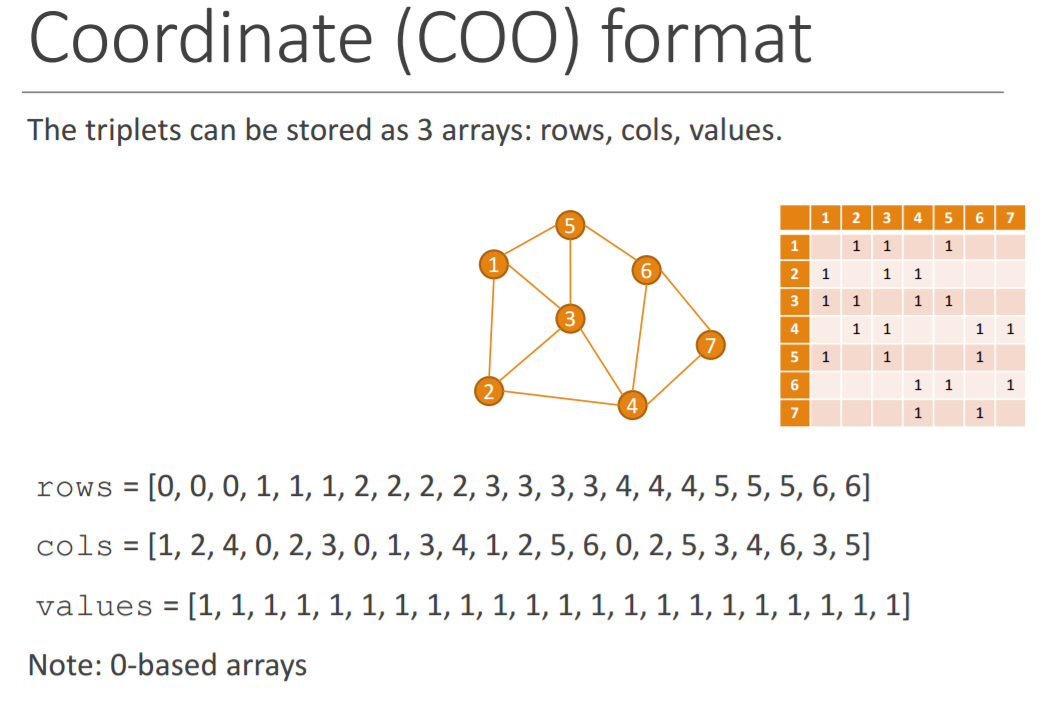 Coordinate (COO) format
The triplets can be stored as 3 arrays: rows, cols, values.
5
1
6
3
7
2
4
1 2 3 4 5 6 7
1 1 1 1
2 1 1 1
3 1 1 1 1
4 1 1 1 1
5 1 1 1
6 1 1 1
7 1 1
rows = [0, 0, 0, 1, 1, 1, 2, 2, 2, 2, 3, 3, 3, 3, 4, 4, 4, 5, 5, 5, 6, 6]
cols = [1, 2, 4, 0, 2, 3, 0, 1, 3, 4, 1, 2, 5, 6, 0, 2, 5, 3, 4, 6, 3, 5]
values = [1, 1, 1, 1, 1, 1, 1, 1, 1, 1, 1, 1, 1, 1, 1, 1, 1, 1, 1, 1, 1, 1]
Note: 0-based arrays